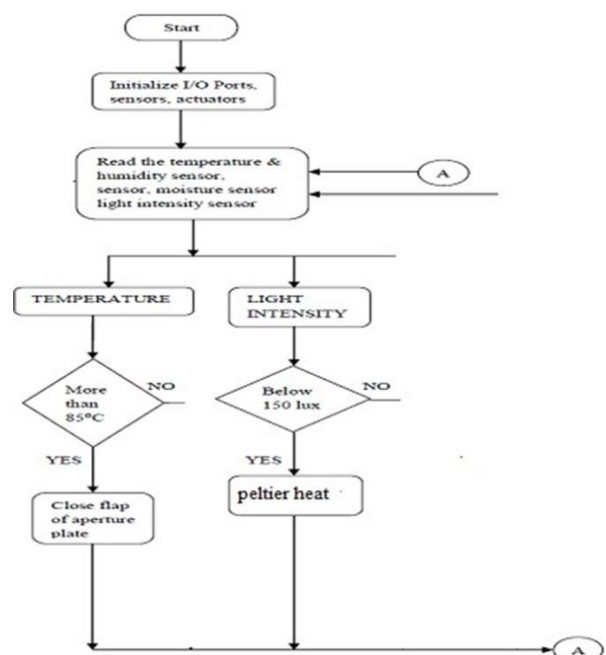 Start
Initialize I/O Ports,
sensors, actuators
Read the temperature &
humidity sensor,
sensor, moisture sensor
light intensity sensor
A
TEMPERATURE
LIGHT
INTENSITY
More
than
85°C
NO
Below
150 lux
NO
YES
YES
Close flap
of aperture
plate
peltier heat
A